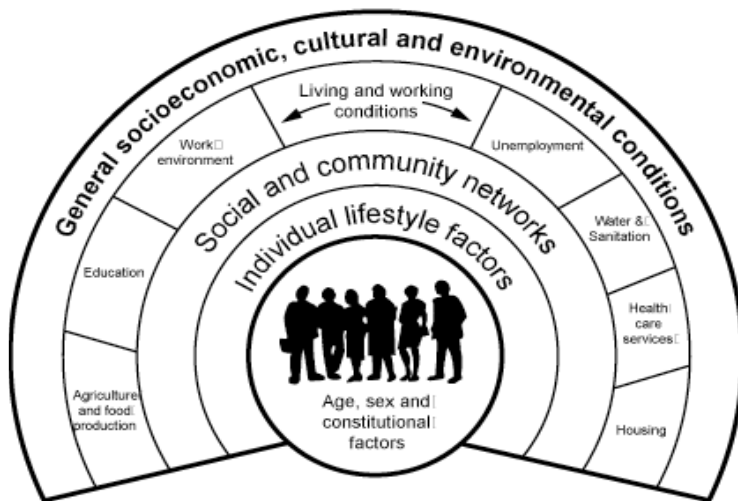 General socioeconomic, cultural and environmental conditions
Living and working
conditions
Work
environment
Unemployment
Education
Water &
Sanitation
Agriculture
and food
production
Health
care
services
Housing
Social and community networks
Individual lifestyle factors
Age, sex and
constitutional
factors